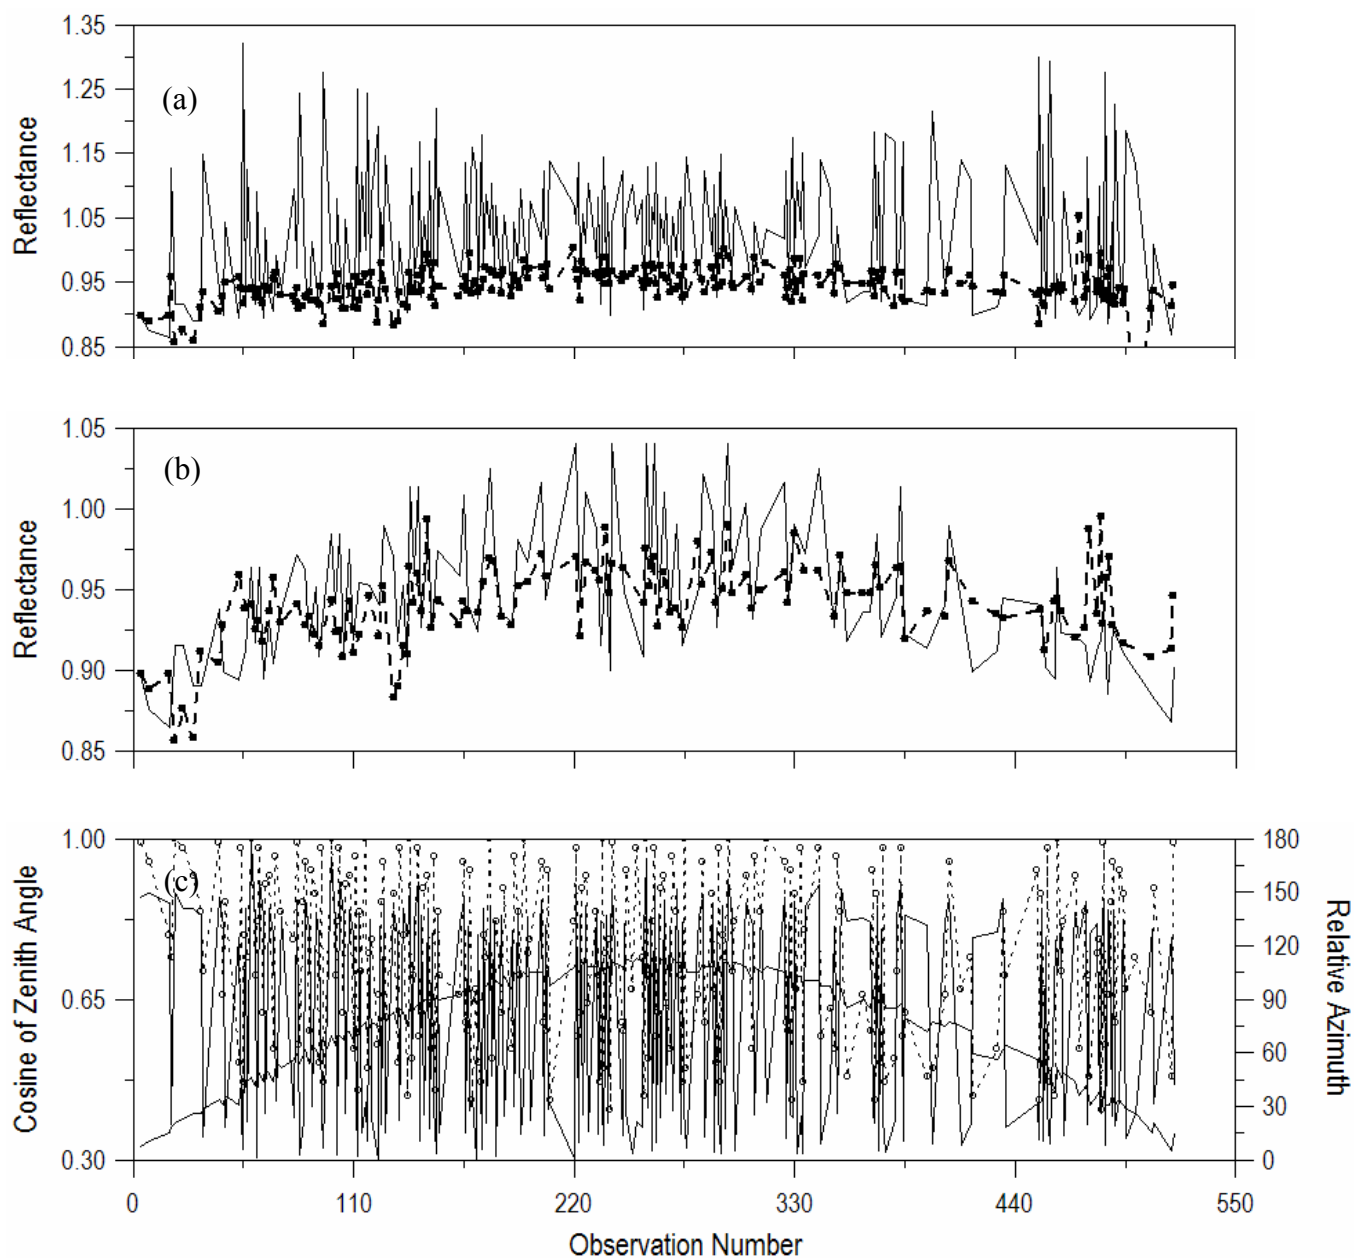 1.35
1.25
1.15
1.05
0.95
0.85
Reflectance
(a)
1.05
1.00
0.95
0.90
0.85
Reflectance
(b)
1.00
0.65
0.30
Cosine of Zenith Angle
(c)
180
150
120
90
60
30
0
Relative Azimuth
0 110 220 330 440 550
Observation Number